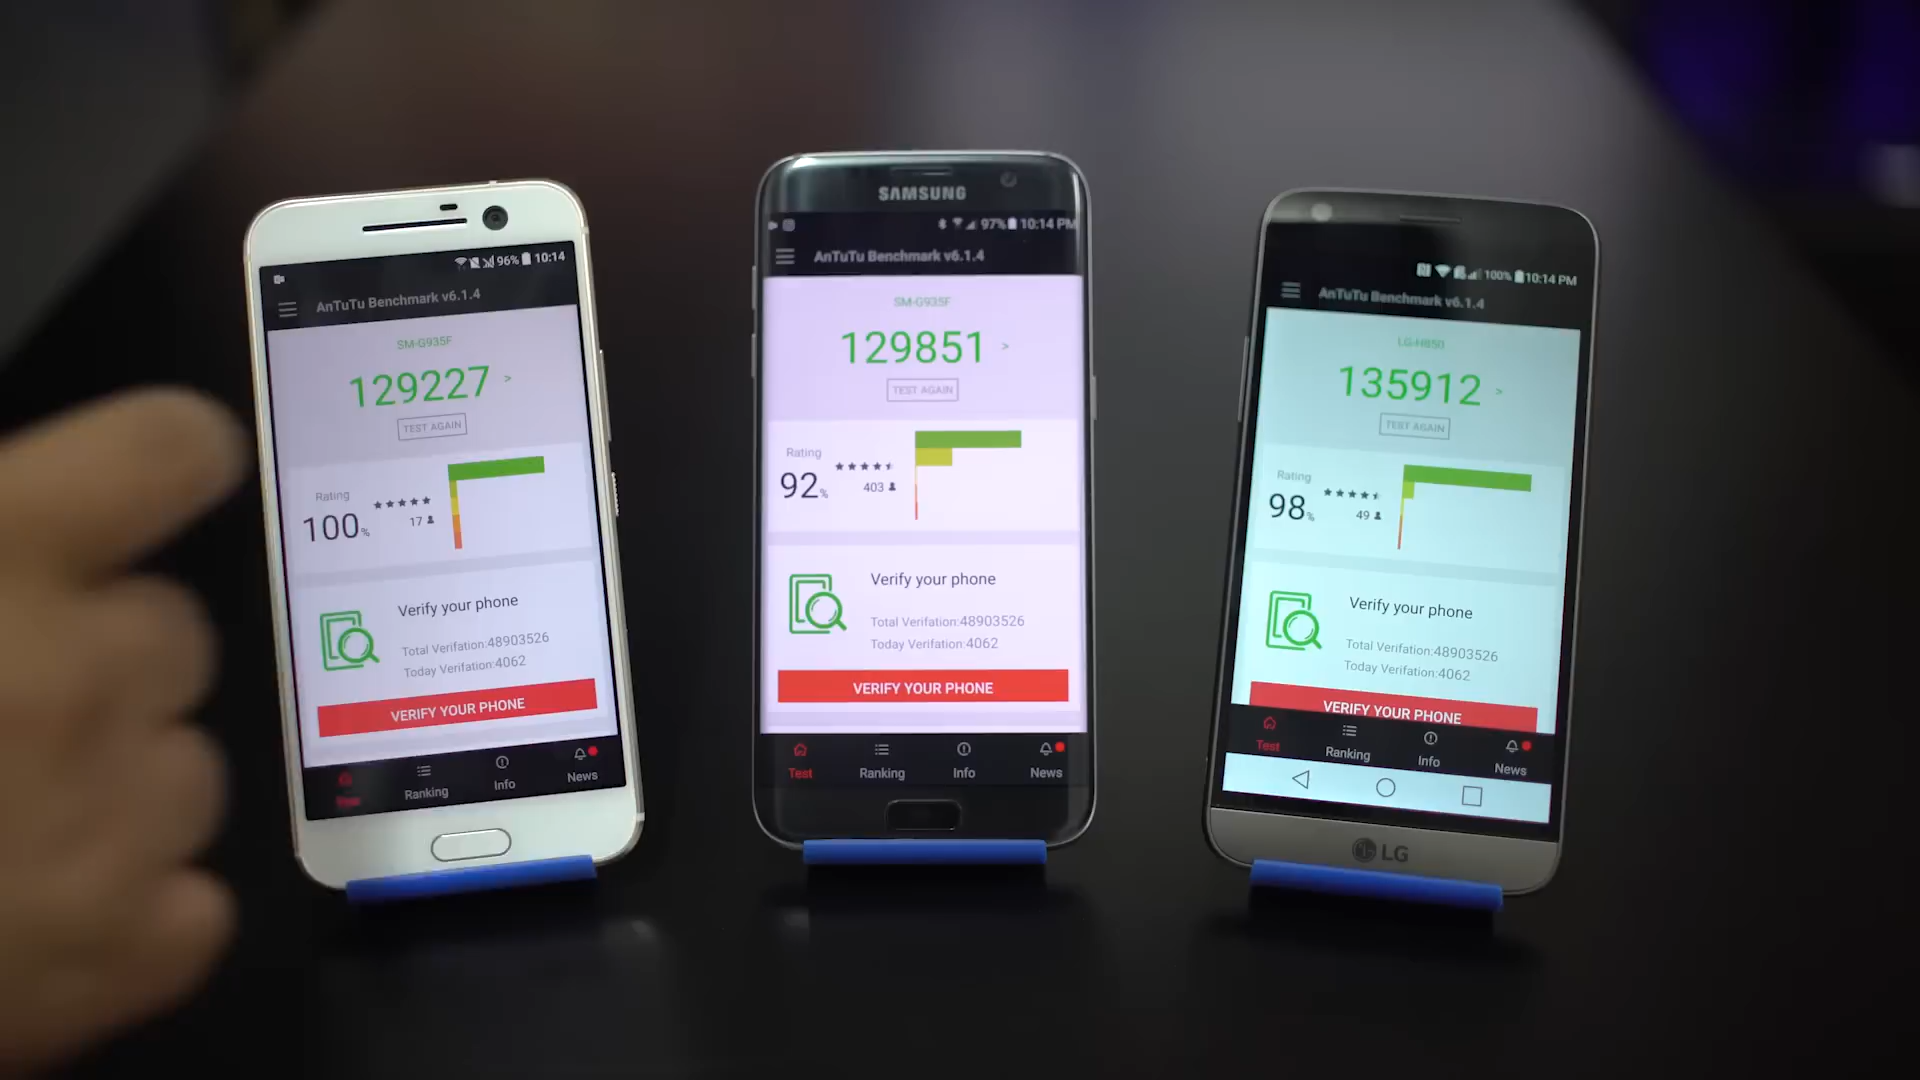 96% 10:14
AnTuTu Benchmark v6.1.4
SM-G935F
129227 >
TEST AGAIN
Rating
100%
17
Verify your phone
Total Verifation:48903526
Today Verifation:4062
VERIFY YOUR PHONE
Ranking
Info
News
SAMSUNG
97% 10:14 PM
AnTuTu Benchmark v6.1.4
SM-G935F
129851 >
TEST AGAIN
Rating
92%
403
Verify your phone
Total Verifation:48903526
Today Verifation:4062
VERIFY YOUR PHONE
Test
Ranking
Info
News
100% 10:14 PM
AnTuTu Benchmark v6.1.4
LG-H850
135912 >
TEST AGAIN
Rating
98%
49
Verify your phone
Total Verifation:48903526
Today Verifation:4062
VERIFY YOUR PHONE
Test
Ranking
Info
News
LG